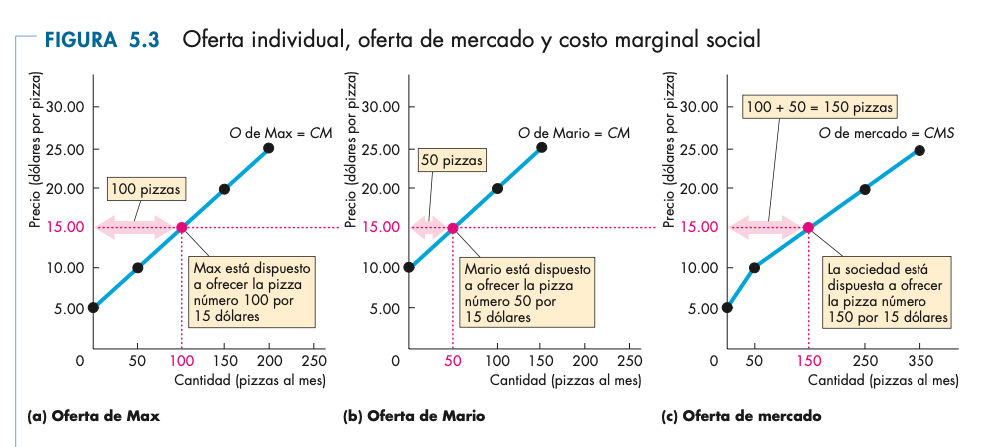 FIGURA 5.3 Oferta individual, oferta de mercado y costo marginal social
Precio (dólares por pizza)
30.00
25.00
20.00
15.00
10.00
5.00
0
50
100
150
200
250
Cantidad (pizzas al mes)
O de Max = CM
100 pizzas
Max está dispuesto
a ofrecer la pizza
número 100 por
15 dólares
(a) Oferta de Max
Precio (dólares por pizza)
30.00
25.00
20.00
15.00
10.00
5.00
0
50
100
150
200
250
Cantidad (pizzas al mes)
O de Mario = CM
50 pizzas
Mario está dispuesto
a ofrecer la pizza
número 50 por
15 dólares
(b) Oferta de Mario
Precio (dólares por pizza)
30.00
25.00
20.00
15.00
10.00
5.00
0
50
150
250
350
Cantidad (pizzas al mes)
100 + 50 = 150 pizzas
O de mercado = CMS
La sociedad está
dispuesta a ofrecer
la pizza número
150 por 15 dólares
(c) Oferta de mercado